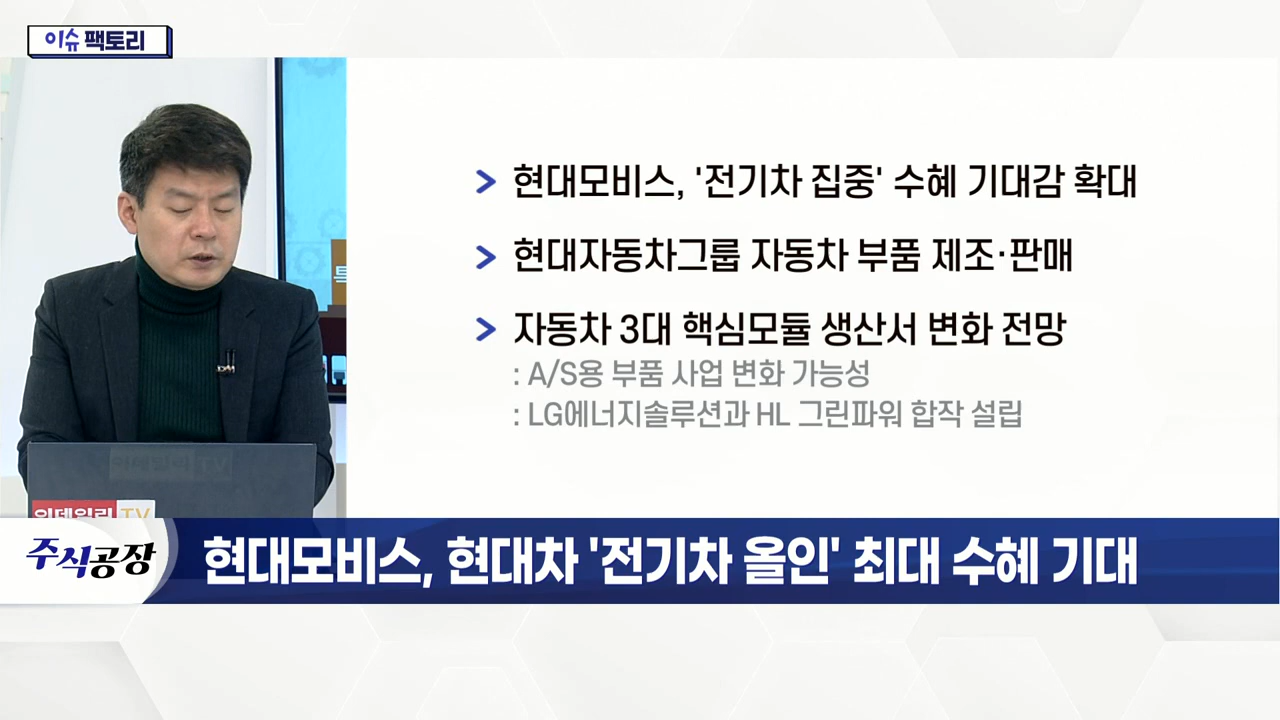 이슈 팩토리
> 현대모비스, '전기차 집중' 수혜 기대감 확대
> 현대자동차그룹 자동차 부품 제조·판매
> 자동차 3대 핵심모듈 생산서 변화 전망
: A/S용 부품 사업 변화 가능성
: LG에너지솔루션과 HL 그린파워 합작 설립
이데일리 TV
주식공장
현대모비스, 현대차 '전기차 올인' 최대 수혜 기대